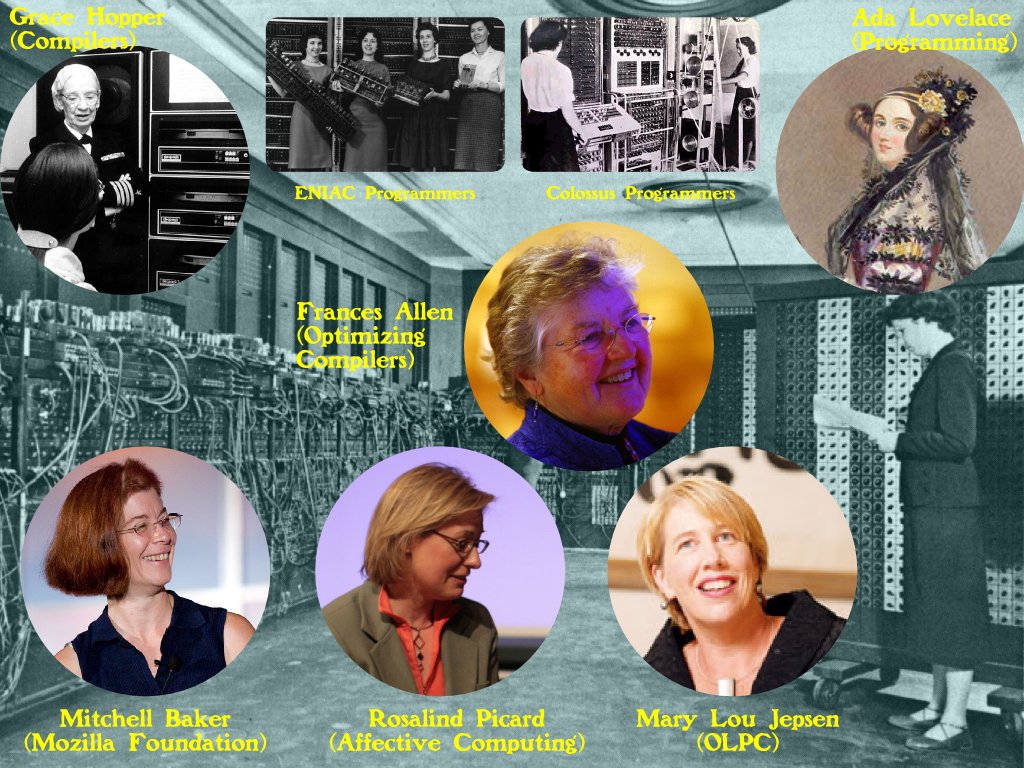 Grace Hopper
(Compilers)
Ada Lovelace
(Programming)
ENIAC Programmers
Colossus Programmers
Frances Allen
(Optimizing
Compilers)
Mitchell Baker
(Mozilla Foundation)
Rosalind Picard
(Affective Computing)
Mary Lou Jepsen
(OLPC)